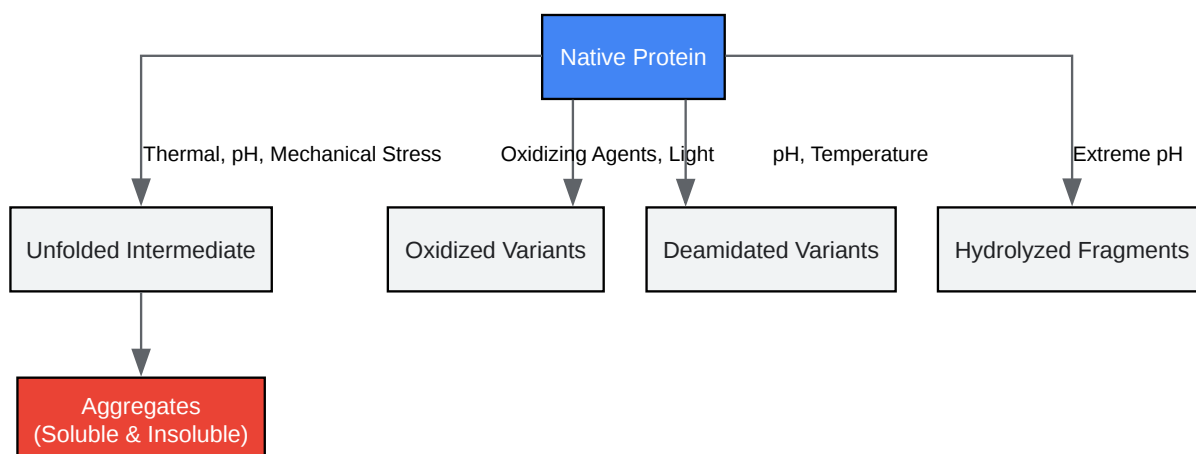 Native Protein
Thermal, pH, Mechanical Stress
Oxidizing Agents, Light
pH, Temperature
Extreme pH
Unfolded Intermediate
Oxidized Variants
Deamidated Variants
Hydrolyzed Fragments
Aggregates
(Soluble & Insoluble)